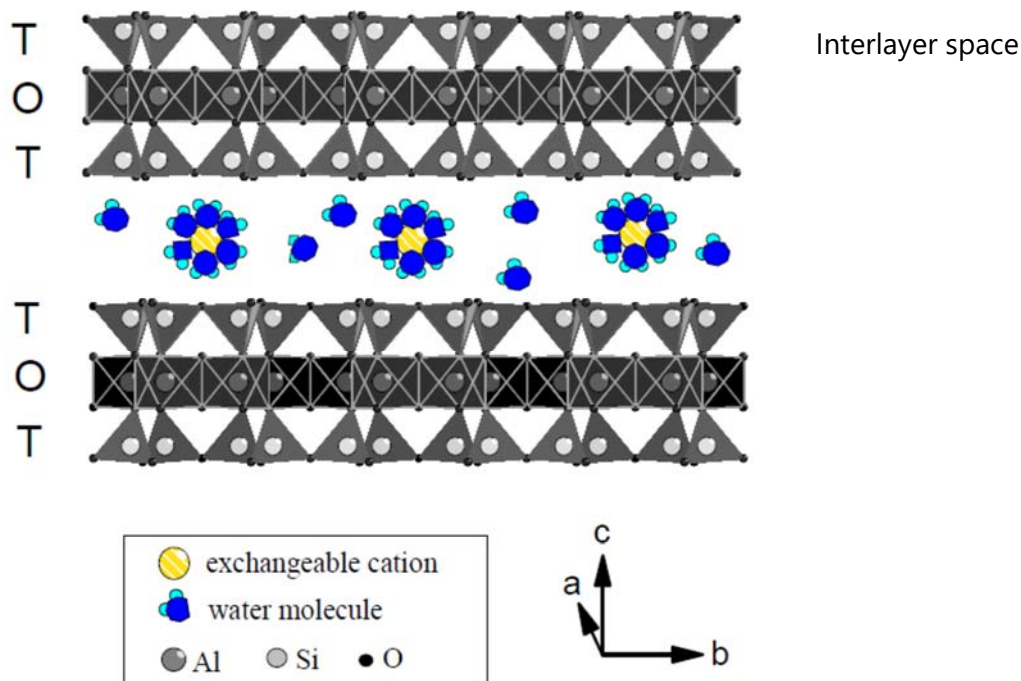 T
Interlayer space
O
T
T
O
T
exchangeable cation
water molecule
Al Si O
c
a
b